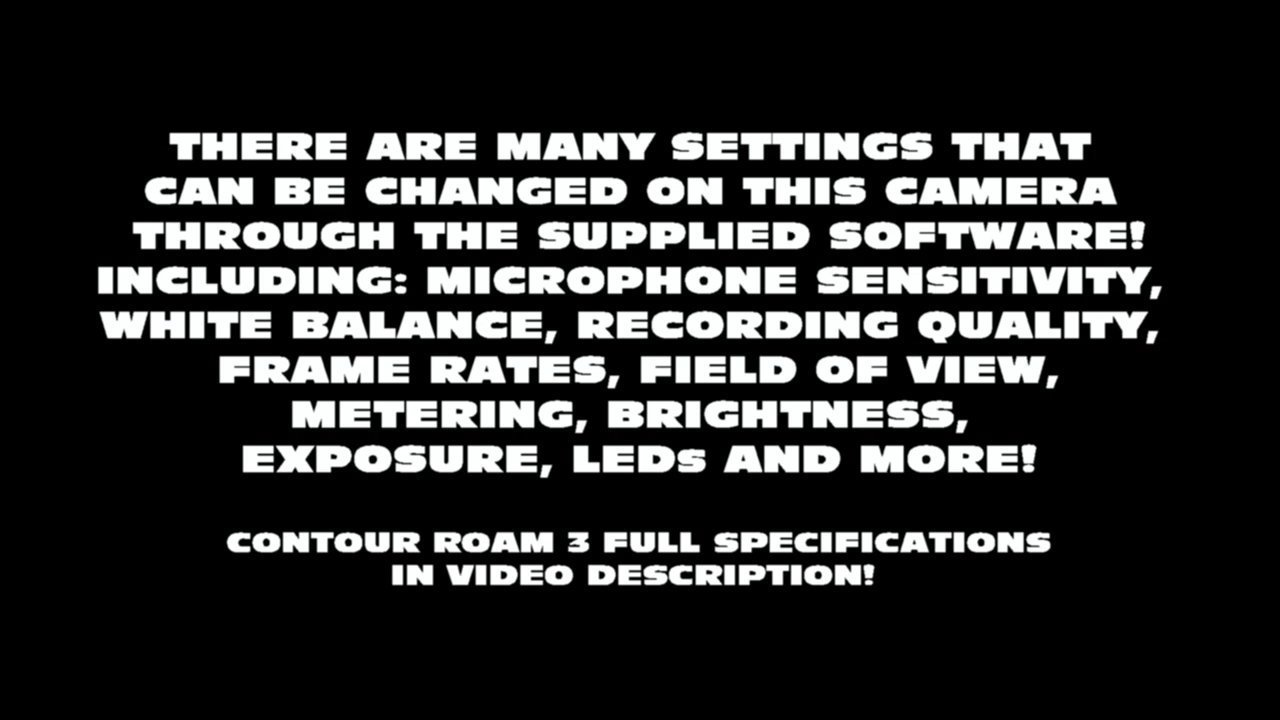 THERE ARE MANY SETTINGS THAT
CAN BE CHANGED ON THIS CAMERA
THROUGH THE SUPPLIED SOFTWARE!
INCLUDING: MICROPHONE SENSITIVITY,
WHITE BALANCE, RECORDING QUALITY,
FRAME RATES, FIELD OF VIEW,
METERING, BRIGHTNESS,
EXPOSURE, LEDs AND MORE!
CONTOUR ROAM 3 FULL SPECIFICATIONS
IN VIDEO DESCRIPTION!